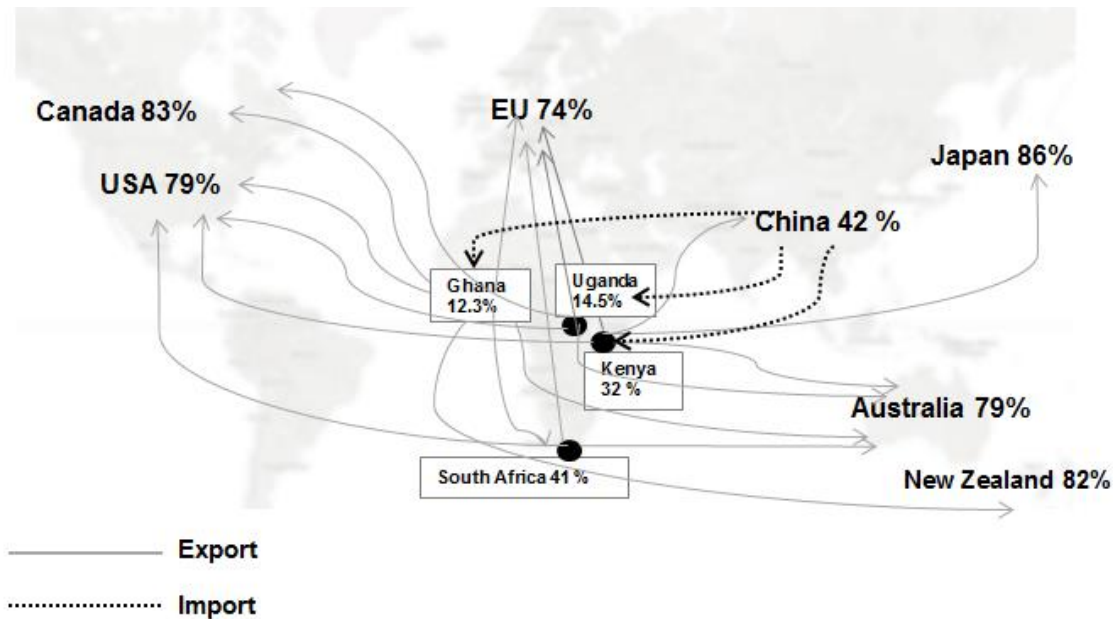 Canada 83%
EU 74%
Japan 86%
USA 79%
China 42 %
Ghana
12.3%
Uganda
14.5%
Kenya
32 %
Australia 79%
South Africa 41 %
New Zealand 82%
Export
Import